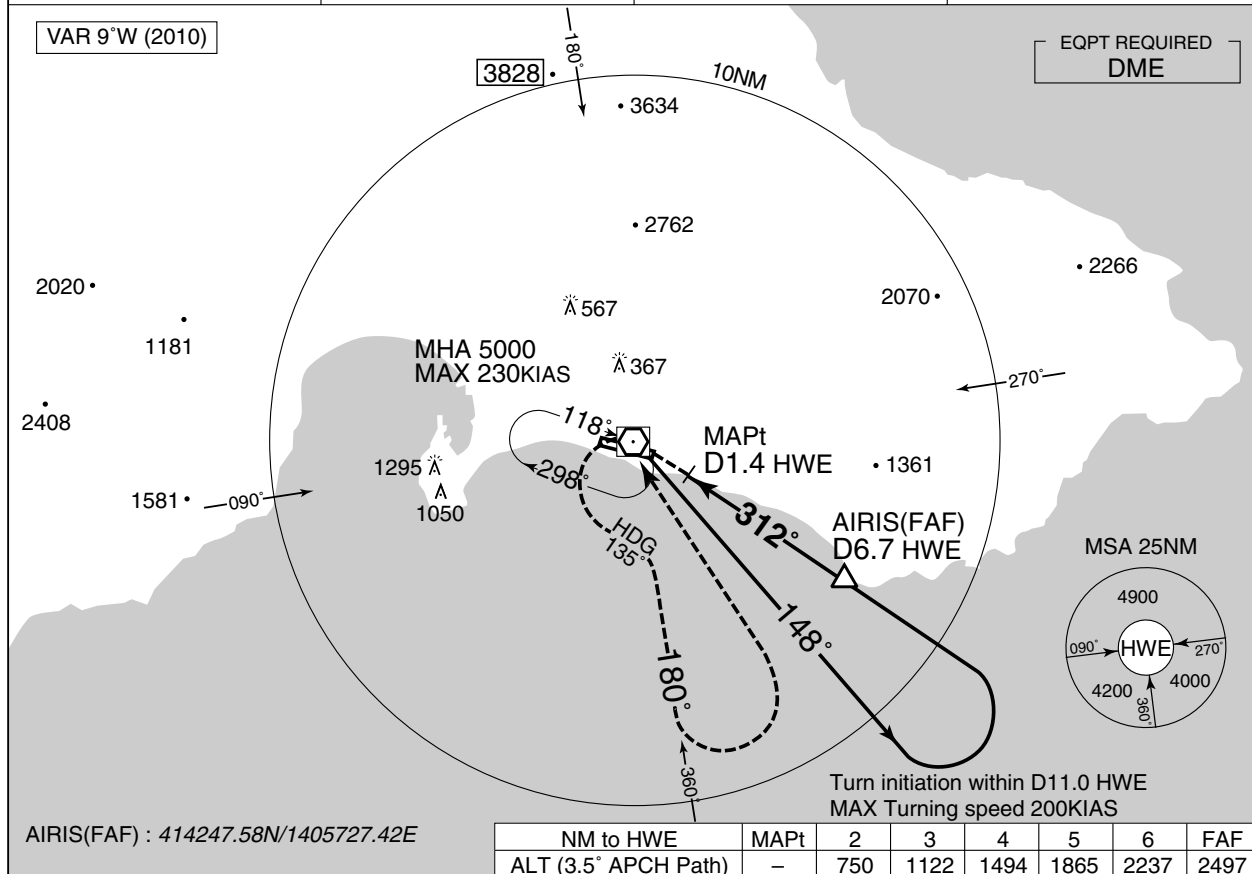 VAR 9°W (2010)
EQPT REQUIRED
DME
180°
3828
10NM
3634
2762
2266
2020
2070
567
1181
MHA 5000
MAX 230KIAS
367
270°
2408
118°
MAPt
D1.4 HWE
1295
298°
1361
1581
090°
1050
312°
AIRIS(FAF)
D6.7 HWE
HDG
135°
MSA 25NM
4900
148°
090°
HWE
270°
180°
4200
4000
360°
360°
Turn initiation within D11.0 HWE
MAX Turning speed 200KIAS
AIRIS(FAF) : 414247.58N/1405727.42E
NM to HWE MAPt 2 3 4 5 6 FAF
ALT (3.5° APCH Path) – 750 1122 1494 1865 2237 2497